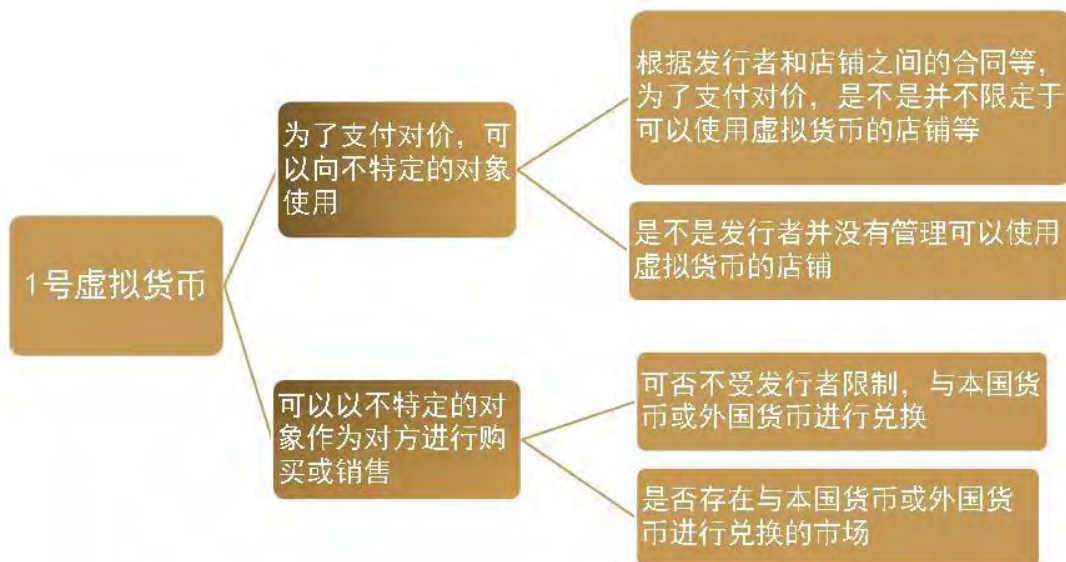 1号虚拟货币
为了支付对价，可
以向不特定的对象
使用
根据发行者和店铺之间的合同等，
为了支付对价，是不是并不限定于
可以使用虚拟货币的店铺等
是不是发行者并没有管理可以使用
虚拟货币的店铺
可以以不特定的对
象作为对方进行购
买或销售
可否不受发行者限制，与本国货
币或外国货币进行兑换
是否存在与本国货币或外国货
币进行兑换的市场